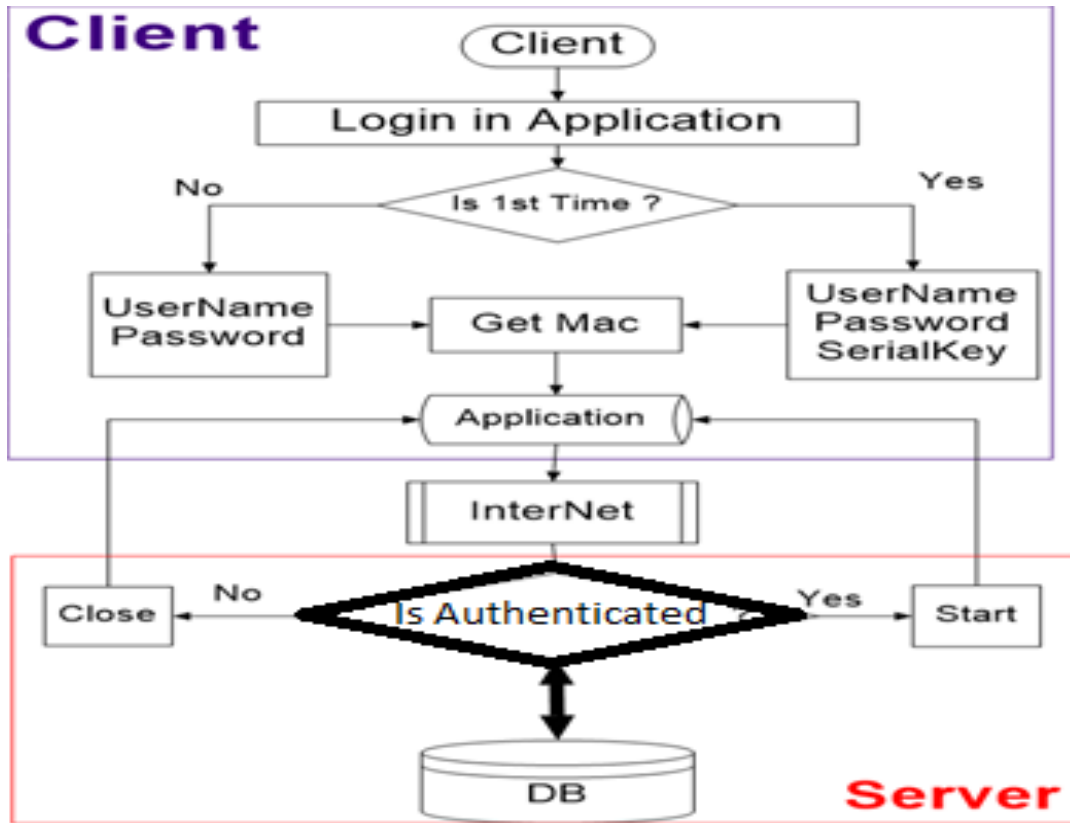 Client
Client
Login in Application
Is 1st Time ?
No
Yes
UserName
Password
Get Mac
UserName
Password
SerialKey
Application
InterNet
Close
No
Is Authenticated
Yes
Start
DB
Server